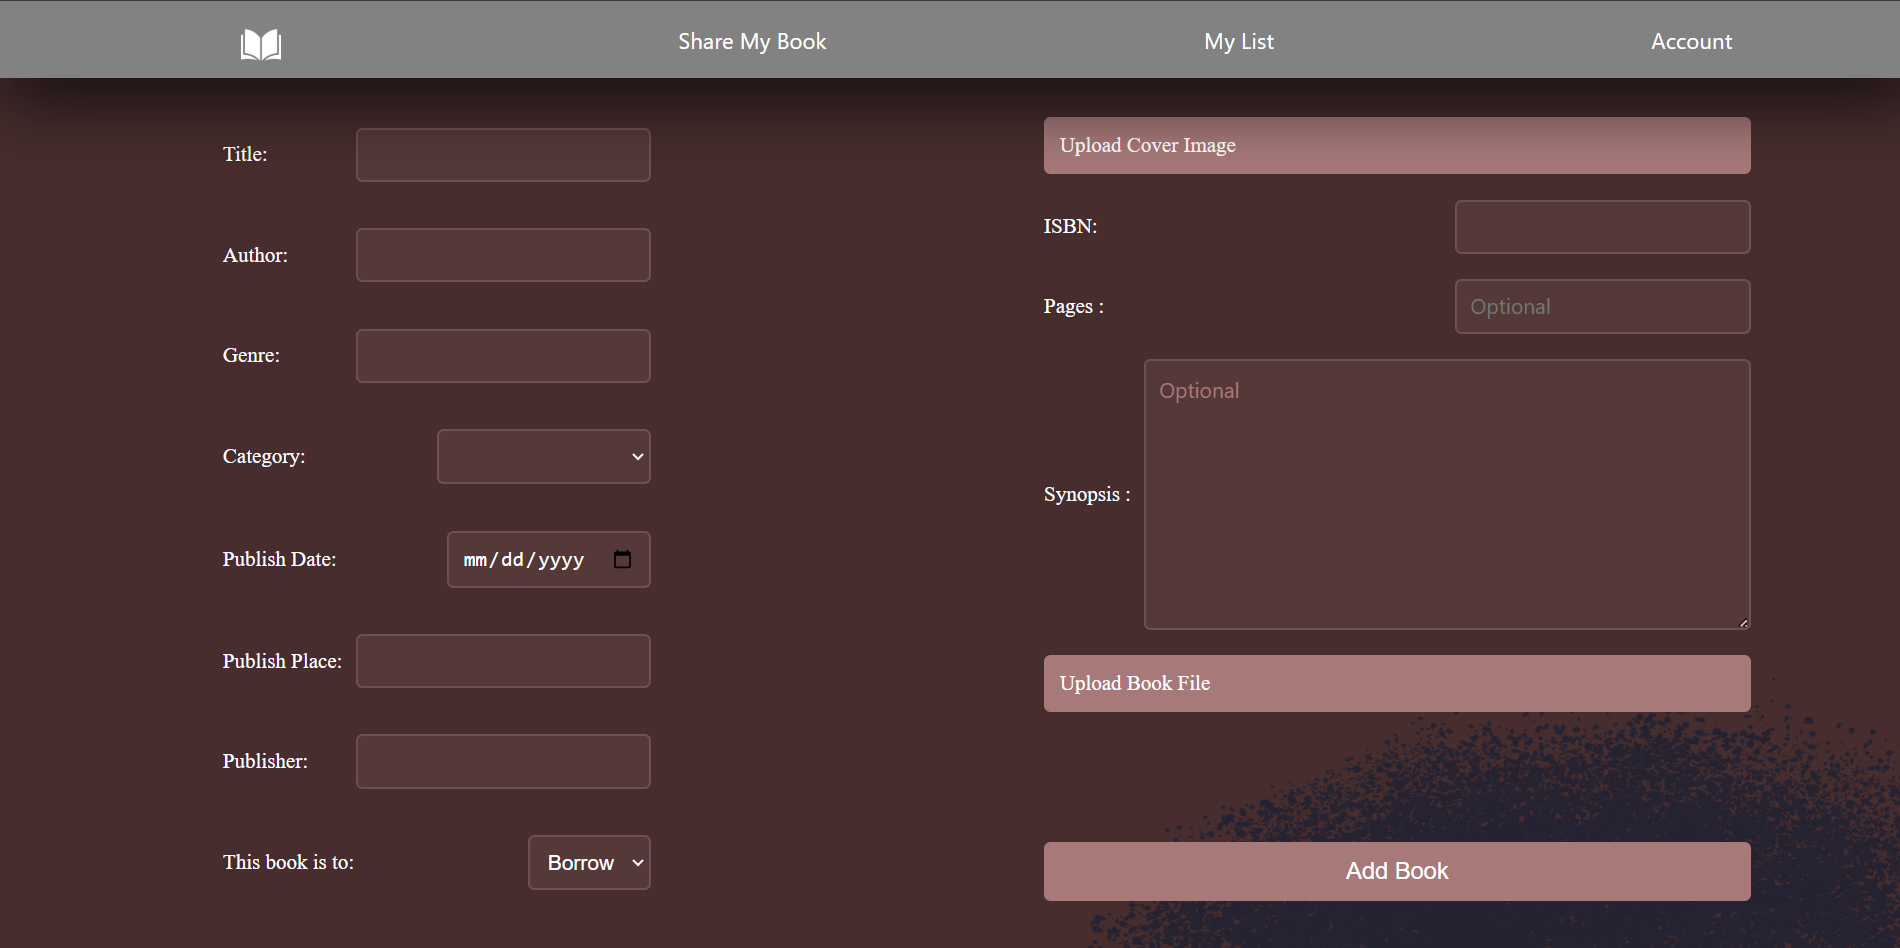 Share My Book
My List
Account
Title:
Author:
Genre:
Category:
Publish Date:
mm/dd/yyyy
Publish Place:
Publisher:
This book is to:
Borrow
Upload Cover Image
ISBN:
Pages :
Optional
Synopsis :
Optional
Upload Book File
Add Book